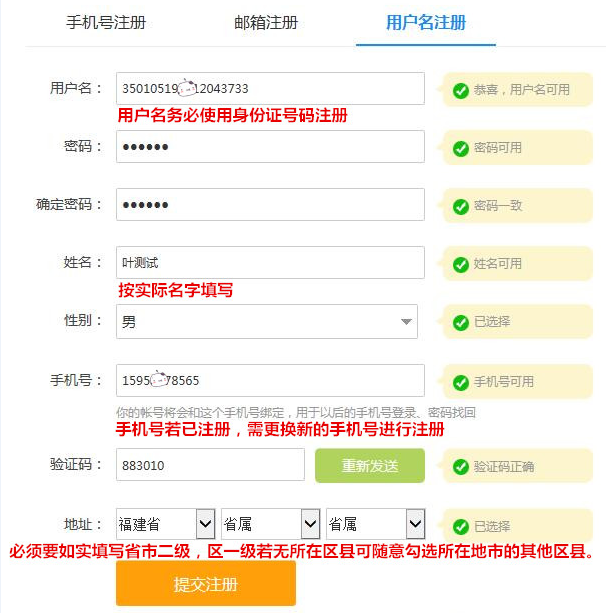 手机号注册 邮箱注册 用户名注册
用户名: 35010519 12043733 恭喜，用户名可用
用户名务必使用身份证号码注册
密码: ●●●●●● 密码可用
确定密码: ●●●●●● 密码一致
姓名: 叶测试 姓名可用
按实际名字填写
性别: 男 已选择
手机号: 1595 78565 手机号可用
你的帐号将会和这个手机号绑定，用于以后的手机号登录、密码找回
手机号若已注册，需更换新的手机号进行注册
验证码: 883010 重新发送 验证码正确
地址: 福建省 省属 省属 已选择
必须要如实填写省市二级，区一级若无所在区县可随意勾选所在地市的其他区县。
提交注册